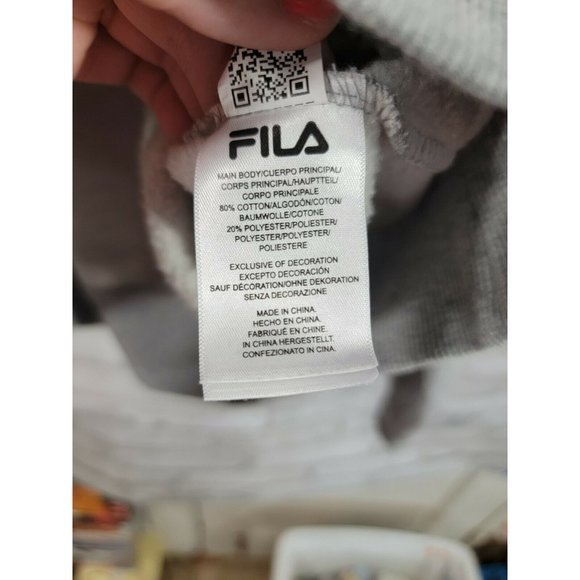 FILA
MAIN BODY/CUERPO PRINCIPAL/
CORPS PRINCIPAL/HAUPTTEIL/
CORPO PRINCIPALE
80% COTTON/ALGODÓN/COTON/
BAUMWOLLE/COTONE
20% POLYESTER/POLIESTER/
POLYESTER/POLYESTER/
POLIESTERE
EXCLUSIVE OF DECORATION
EXCEPTO DECORACIÓN
SAUF DÉCORATION/OHNE DEKORATION
SENZA DECORAZIONE
MADE IN CHINA.
HECHO EN CHINA.
FABRIQUÉ EN CHINE.
IN CHINA HERGESTELLT.
CONFEZIONATO IN CINA.